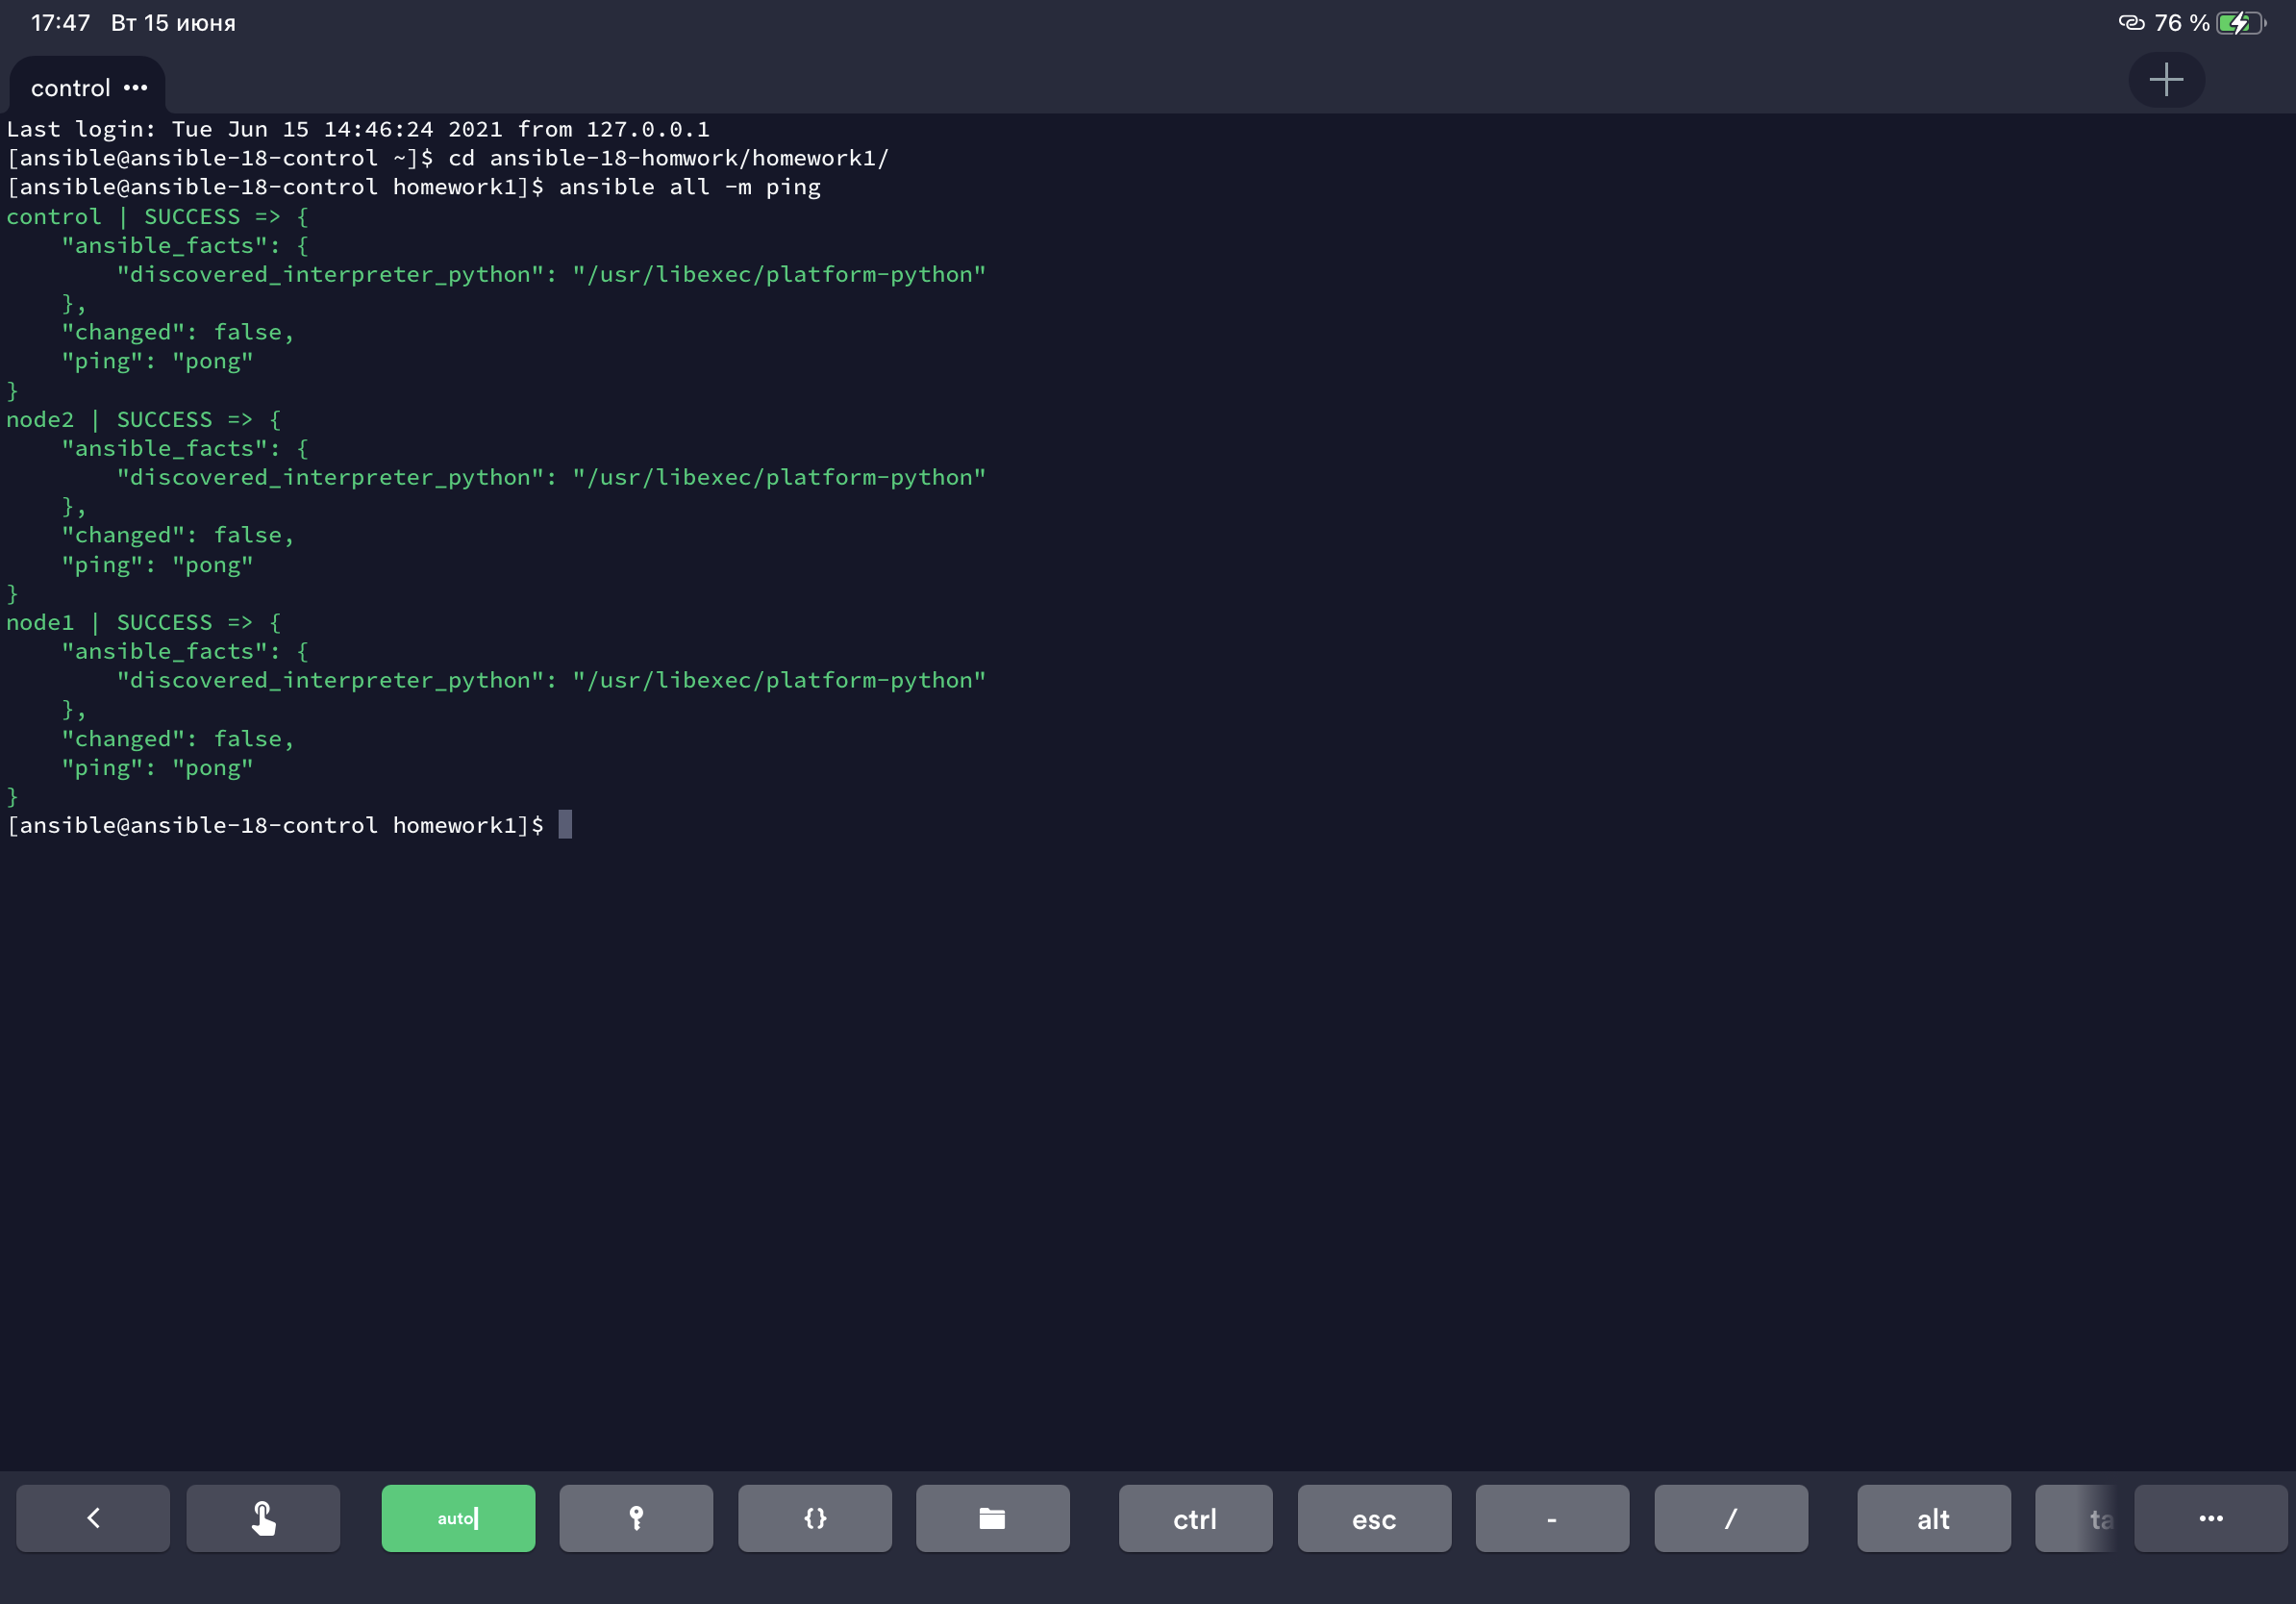 17:47 Вт 15 июня 76 %
control •••
Last login: Tue Jun 15 14:46:24 2021 from 127.0.0.1
[ansible@ansible-18-control ~]$ cd ansible-18-homwork/homework1/
[ansible@ansible-18-control homework1]$ ansible all -m ping
control | SUCCESS => {
    "ansible_facts": {
        "discovered_interpreter_python": "/usr/libexec/platform-python"
    },
    "changed": false,
    "ping": "pong"
}
node2 | SUCCESS => {
    "ansible_facts": {
        "discovered_interpreter_python": "/usr/libexec/platform-python"
    },
    "changed": false,
    "ping": "pong"
}
node1 | SUCCESS => {
    "ansible_facts": {
        "discovered_interpreter_python": "/usr/libexec/platform-python"
    },
    "changed": false,
    "ping": "pong"
}
[ansible@ansible-18-control homework1]$
auto {} ctrl esc - / alt ta •••